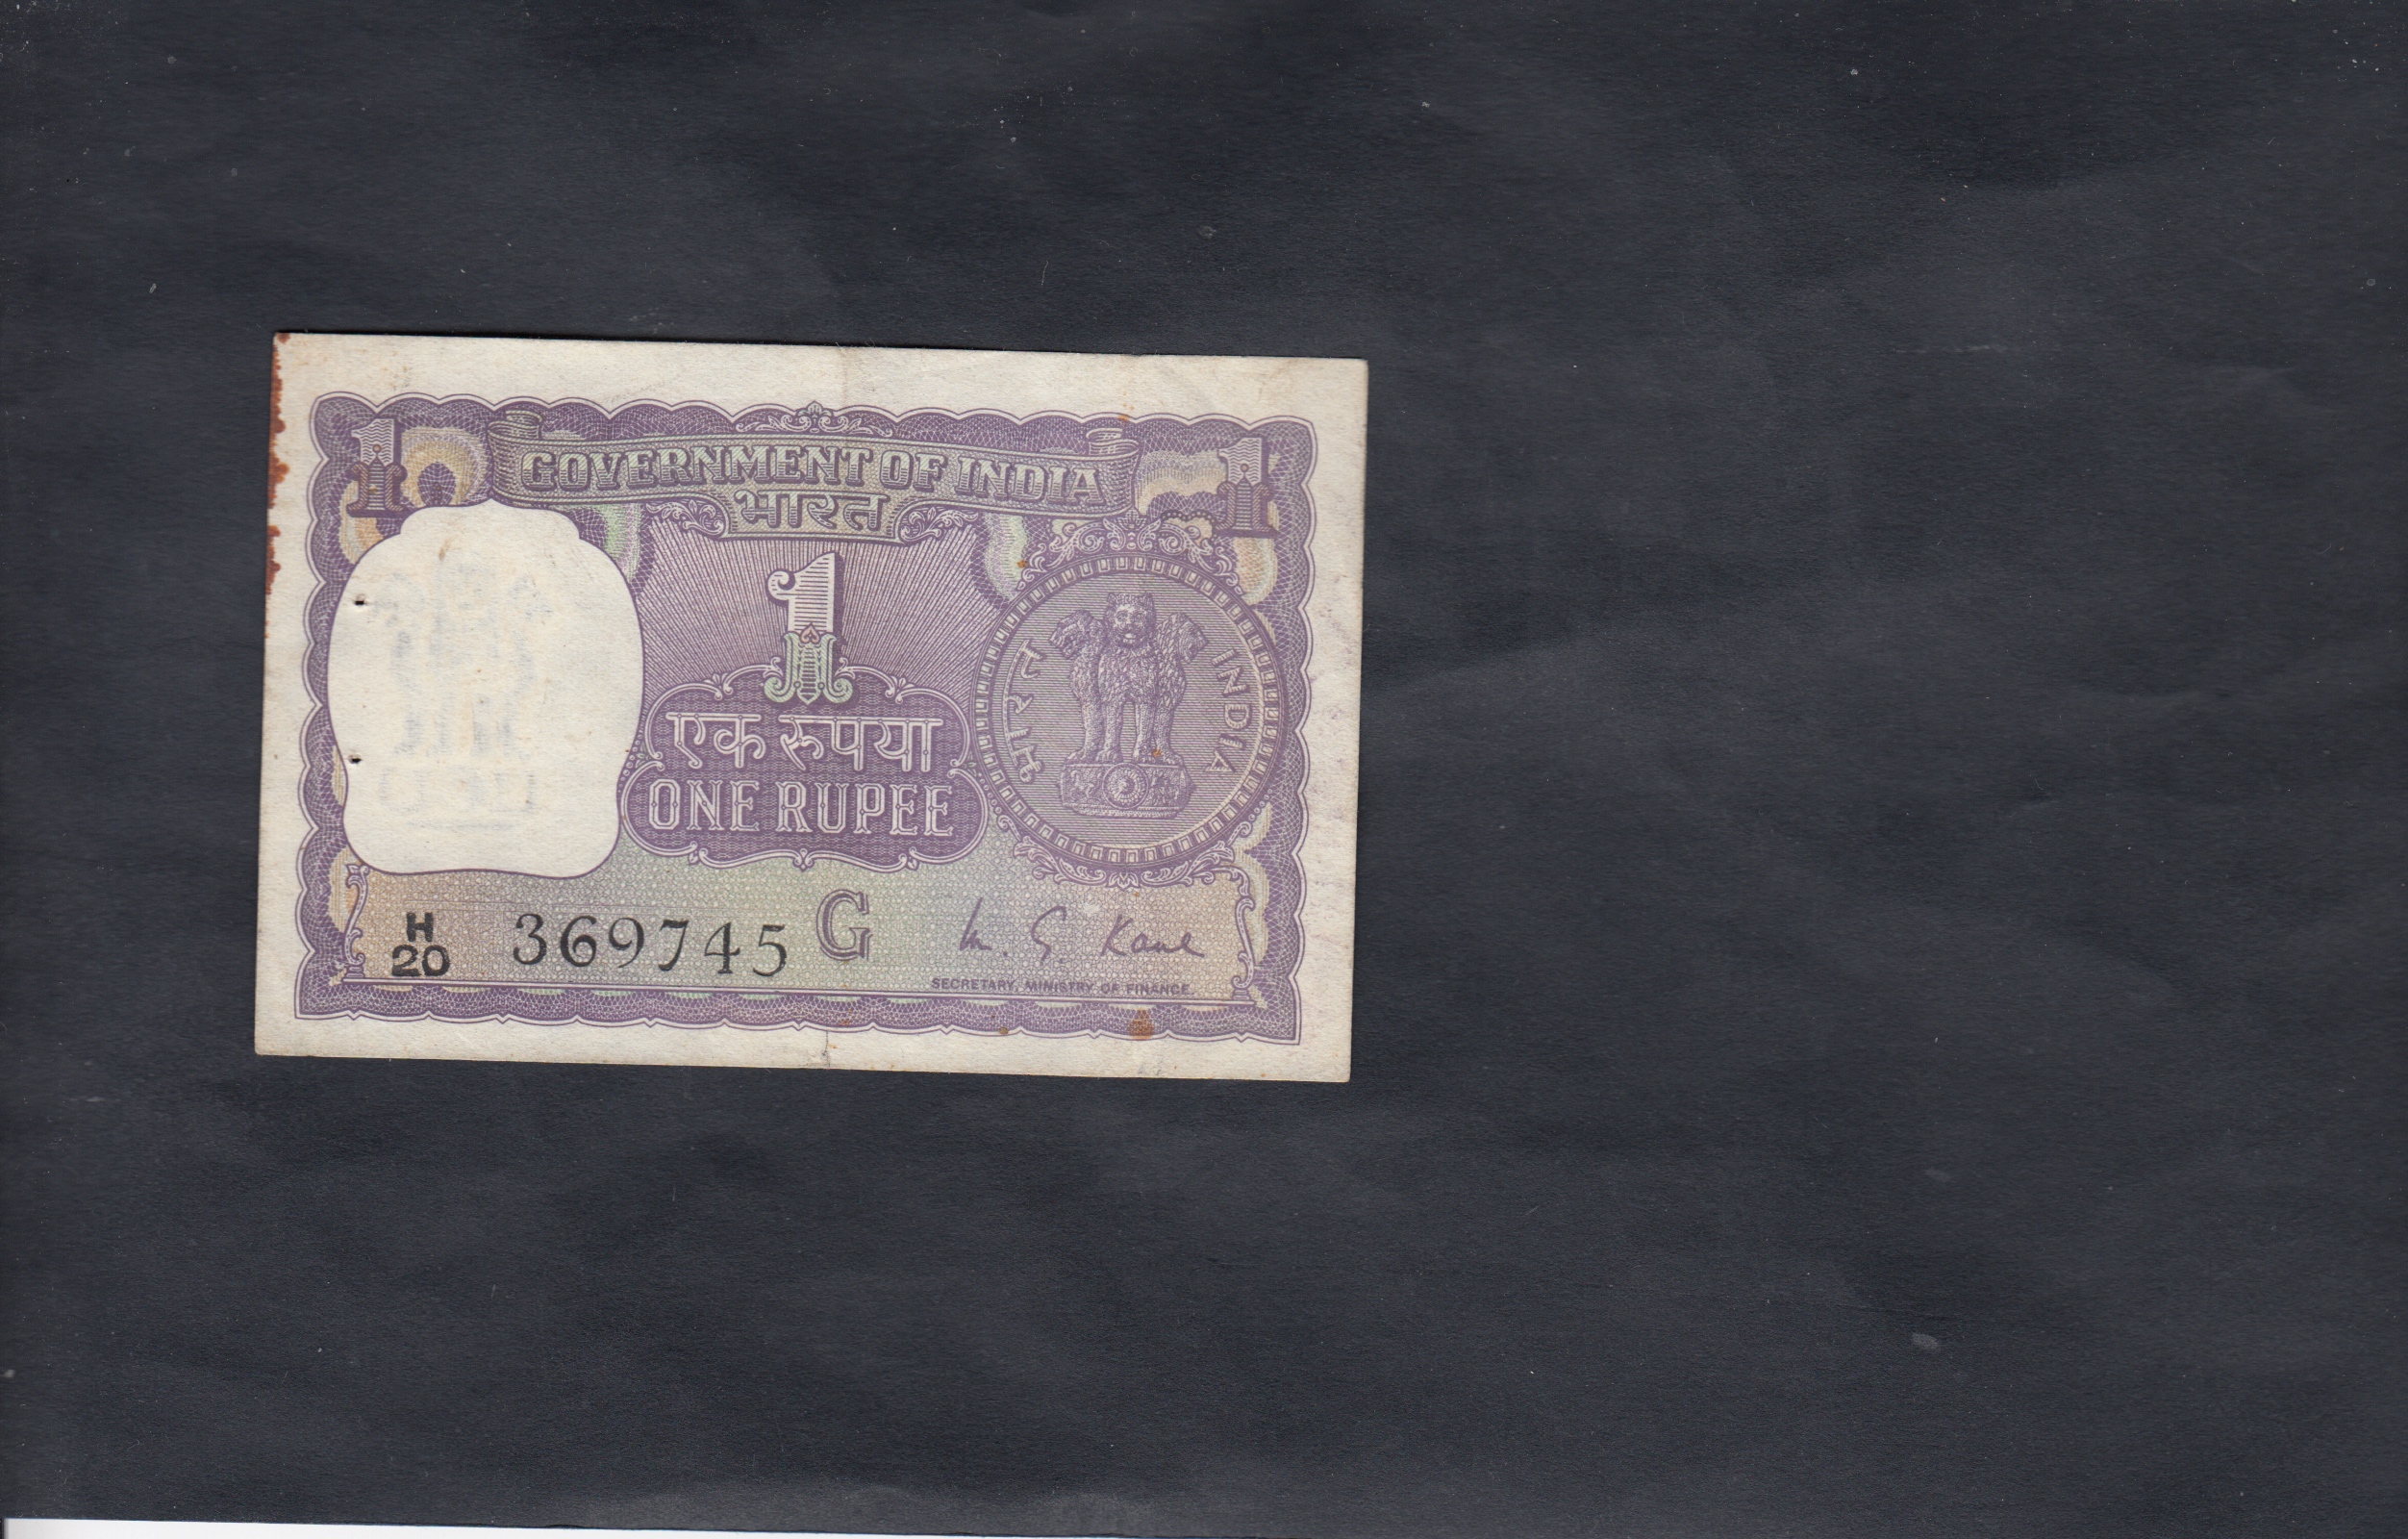 1 GOVERNMENT OF INDIA 1
भारत
1
भारत INDIA
एक रूपया
ONE RUPEE
H
20 369745 G M. G. Kaul
SECRETARY, MINISTRY OF FINANCE.